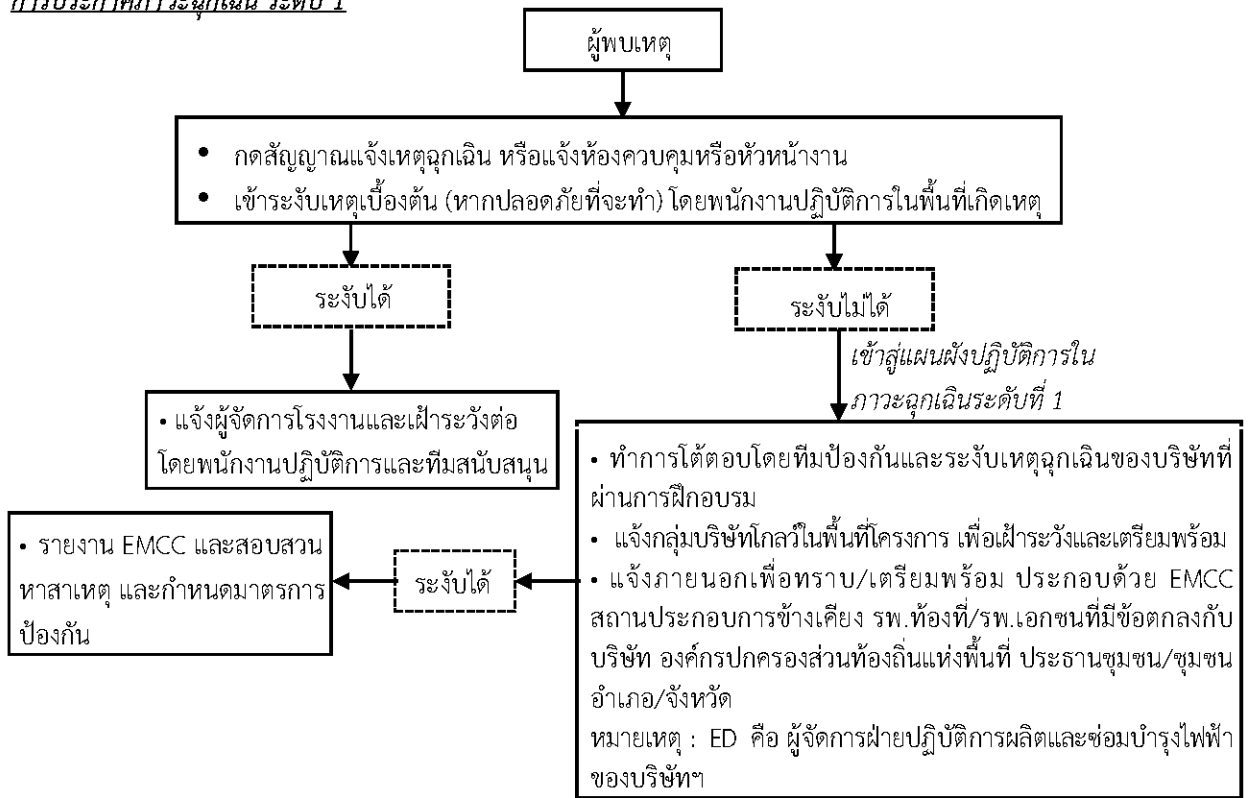 การประกาศภาวะฉุกเฉิน ระดับ 1
ผู้พบเหตุ
• กดสัญญาณแจ้งเหตุฉุกเฉิน หรือแจ้งห้องควบคุมหรือหัวหน้างาน
• เข้าระงับเหตุเบื้องต้น (หากปลอดภัยที่จะทำ) โดยพนักงานปฏิบัติการในพื้นที่เกิดเหตุ
ระงับได้
ระงับไม่ได้
เข้าสู่แผนผังปฏิบัติการใน
ภาวะฉุกเฉินระดับที่ 1
• แจ้งผู้จัดการโรงงานและเฝ้าระวังต่อ
โดยพนักงานปฏิบัติการและทีมสนับสนุน
• ทำการโต้ตอบโดยทีมป้องกันและระงับเหตุฉุกเฉินของบริษัทที่
ผ่านการฝึกอบรม
• แจ้งกลุ่มบริษัทโกลว์ในพื้นที่โครงการ เพื่อเฝ้าระวังและเตรียมพร้อม
• แจ้งภายนอกเพื่อทราบ/เตรียมพร้อม ประกอบด้วย EMCC
สถานประกอบการข้างเคียง รพ.ท้องที่/รพ.เอกชนที่มีข้อตกลงกับ
บริษัท องค์กรปกครองส่วนท้องถิ่นแห่งพื้นที่ ประธานชุมชน/ชุมชน
อำเภอ/จังหวัด
หมายเหตุ : ED คือ ผู้จัดการฝ่ายปฏิบัติการผลิตและซ่อมบำรุงไฟฟ้า
ของบริษัทฯ
ระงับได้
• รายงาน EMCC และสอบสวน
หาสาเหตุ และกำหนดมาตรการ
ป้องกัน